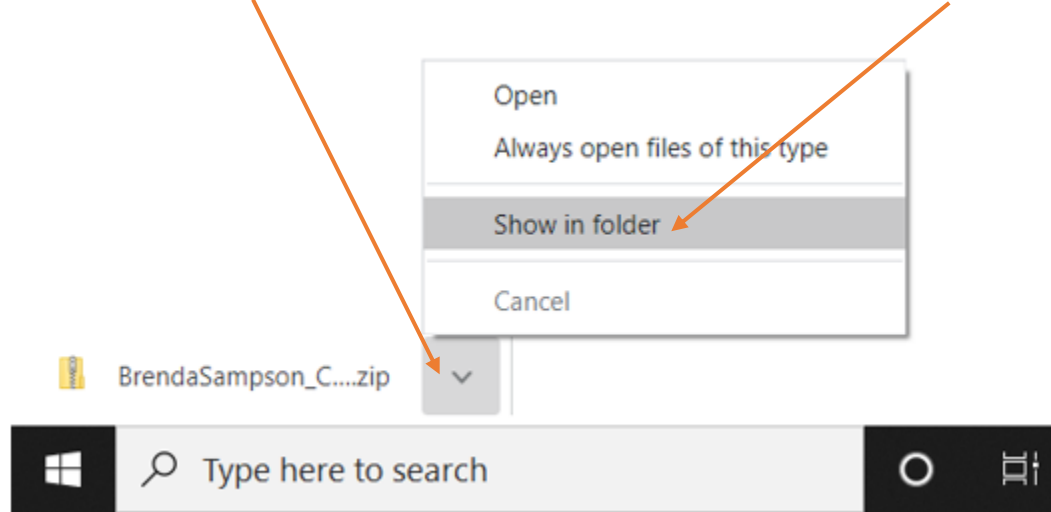 Open
Always open files of this type
Show in folder
Cancel
BrendaSampson_C....zip
Type here to search